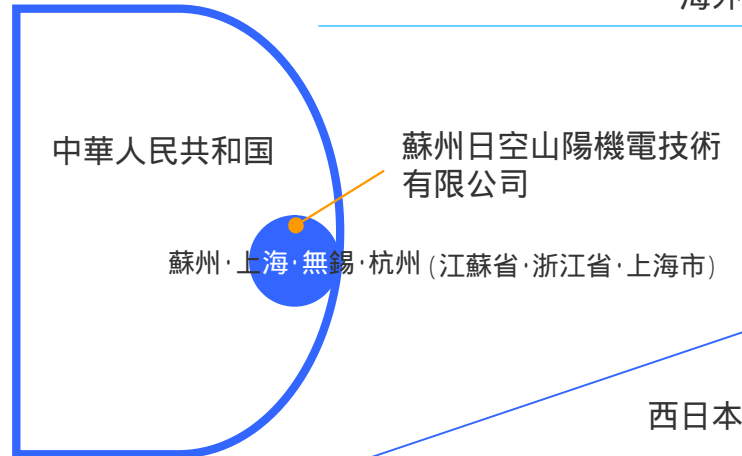 海外
中華人民共和国
蘇州日空山陽機電技術
有限公司
蘇州・上海・無錫・杭州(江蘇省・浙江省・上海市)
西日本